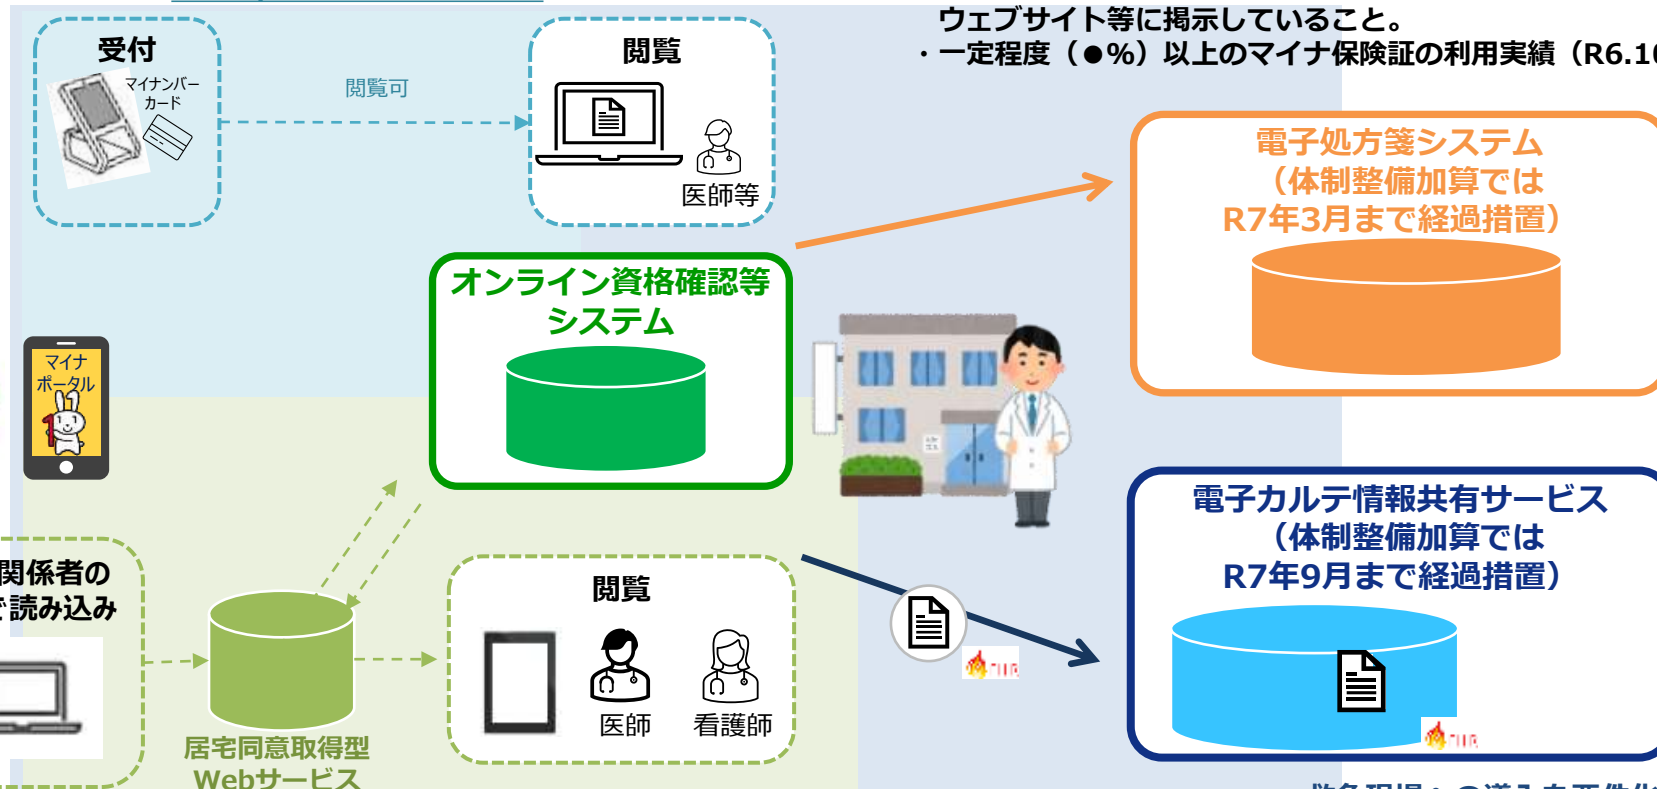 ウェブサイト等に掲示していること。
・一定程度（●%）以上のマイナ保険証の利用実績（R6.10
受付
マイナンバー
カード
閲覧可
閲覧
医師等
電子処方箋システム
（体制整備加算では
R7年3月まで経過措置）
オンライン資格確認等
システム
マイナ
ポータル
電子カルテ情報共有サービス
（体制整備加算では
R7年9月まで経過措置）
関係者の
で読み込み
閲覧
医師
看護師
居宅同意取得型
Webサービス